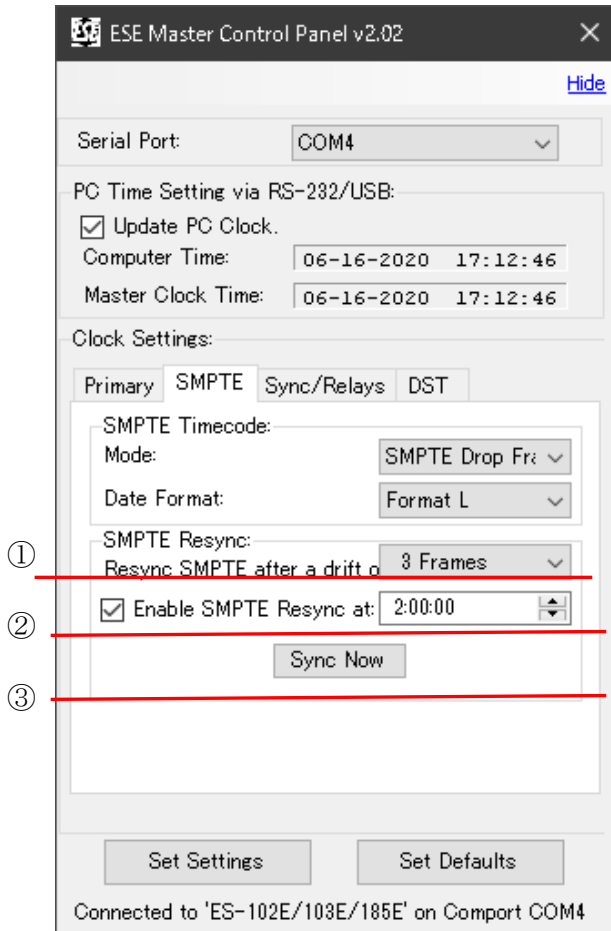 ESE Master Control Panel v2.02
Hide
Serial Port: COM4
PC Time Setting via RS-232/USB:
Update PC Clock.
Computer Time: 06-16-2020 17:12:46
Master Clock Time: 06-16-2020 17:12:46
Clock Settings:
Primary SMPTE Sync/Relays DST
SMPTE Timecode:
Mode: SMPTE Drop Fra
Date Format: Format L
SMPTE Resync:
① Resync SMPTE after a drift o 3 Frames
Enable SMPTE Resync at: 2:00:00
②
Sync Now
③
Set Settings Set Defaults
Connected to 'ES-102E/103E/185E' on Comport COM4